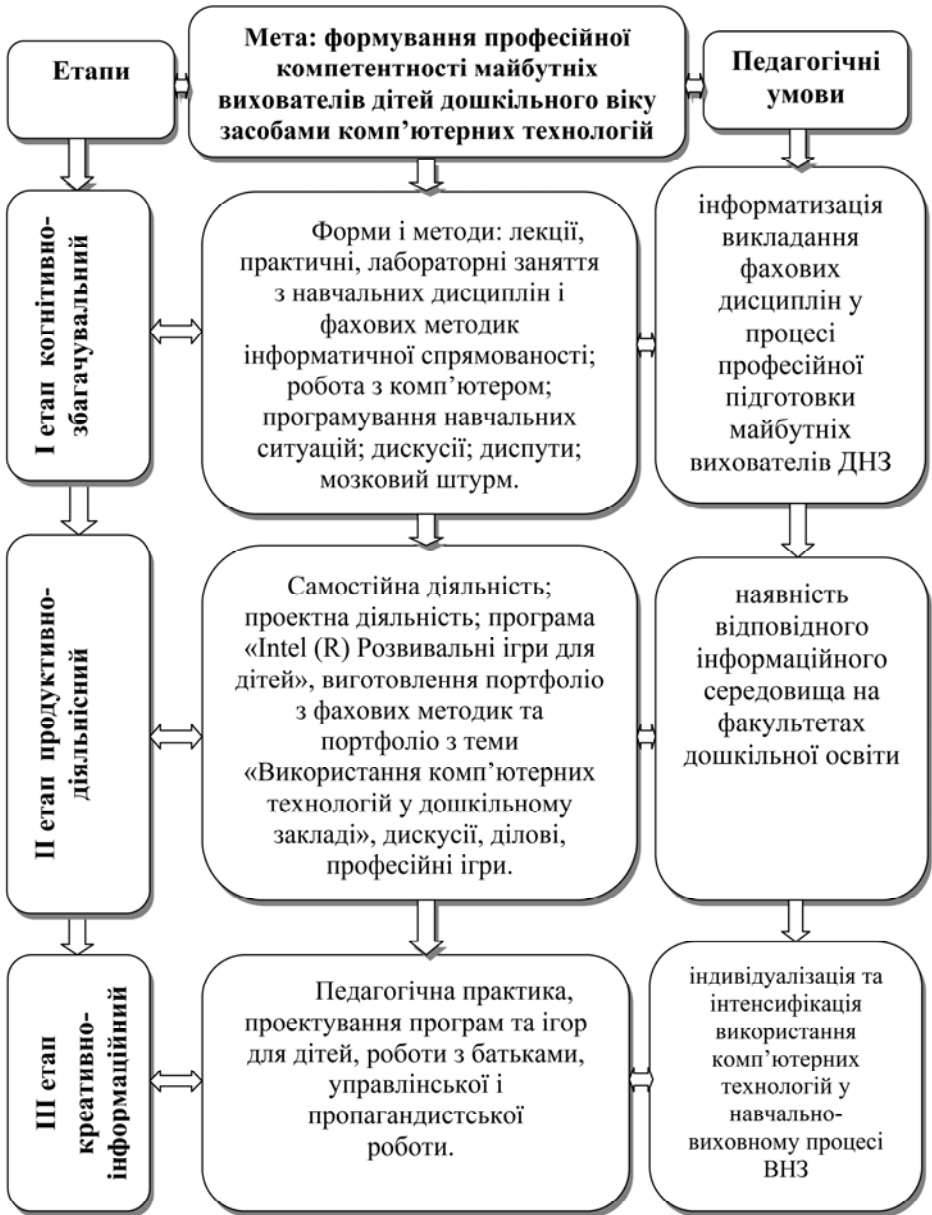 Етапи
Мета: формування професійної
компетентності майбутніх
вихователів дітей дошкільного віку
засобами комп’ютерних технологій
Педагогічні
умови
І етап когнітивно-
збагачувальний
Форми і методи: лекції,
практичні, лабораторні заняття
з навчальних дисциплін і
фахових методик
інформатичної спрямованості;
робота з комп’ютером;
програмування навчальних
ситуацій; дискусії; диспути;
мозковий штурм.
інформатизація
викладання
фахових
дисциплін у
процесі
професійної
підготовки
майбутніх
вихователів ДНЗ
ІІ етап продуктивно-
діяльнісний
Самостійна діяльність;
проектна діяльність; програма
«Intel (R) Розвивальні ігри для
дітей», виготовлення портфоліо
з фахових методик та
портфоліо з теми
«Використання комп’ютерних
технологій у дошкільному
закладі», дискусії, ділові,
професійні ігри.
наявність
відповідного
інформаційного
середовища на
факультетах
дошкільної освіти
ІІІ етап
креативно-
інформаційний
Педагогічна практика,
проектування програм та ігор
для дітей, роботи з батьками,
управлінської і
пропагандистської
роботи.
індивідуалізація та
інтенсифікація
використання
комп’ютерних
технологій у
навчально-
виховному процесі
ВНЗ